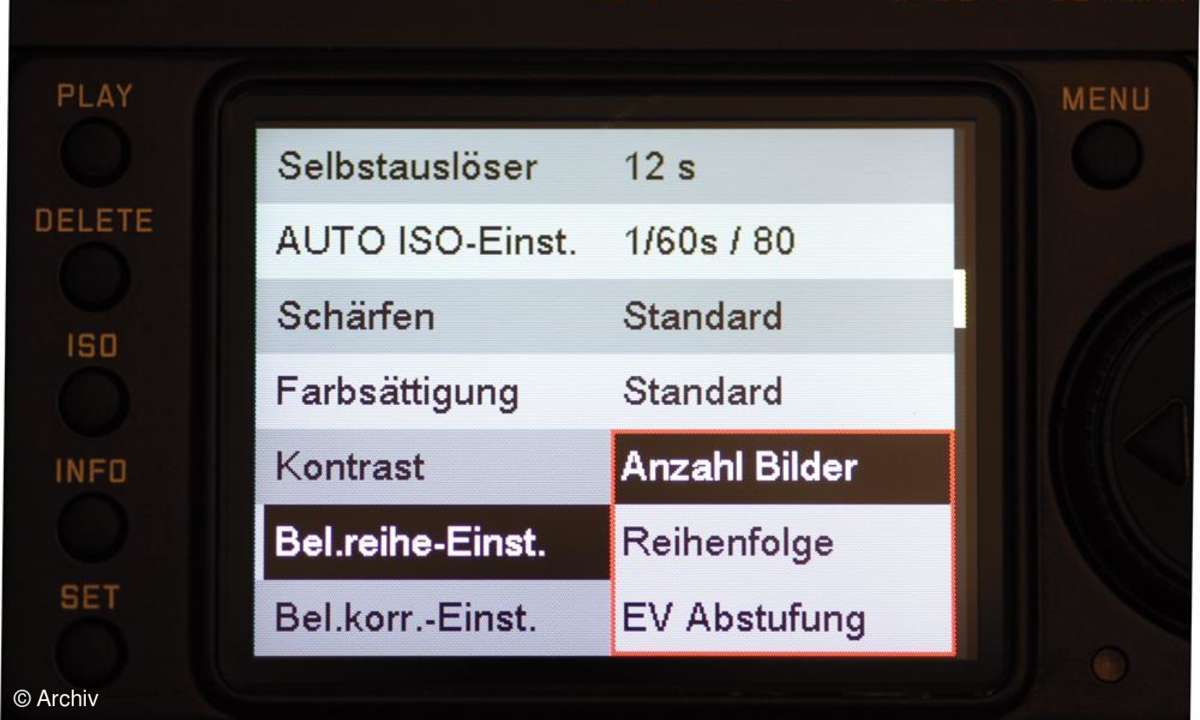 PLAY
MENU
DELETE
ISO
INFO
SET
Selbstauslöser 12 s
AUTO ISO-Einst. 1/60s / 80
Schärfen Standard
Farbsättigung Standard
Kontrast Anzahl Bilder
Bel.reihe-Einst. Reihenfolge
Bel.korr.-Einst. EV Abstufung
© Archiv